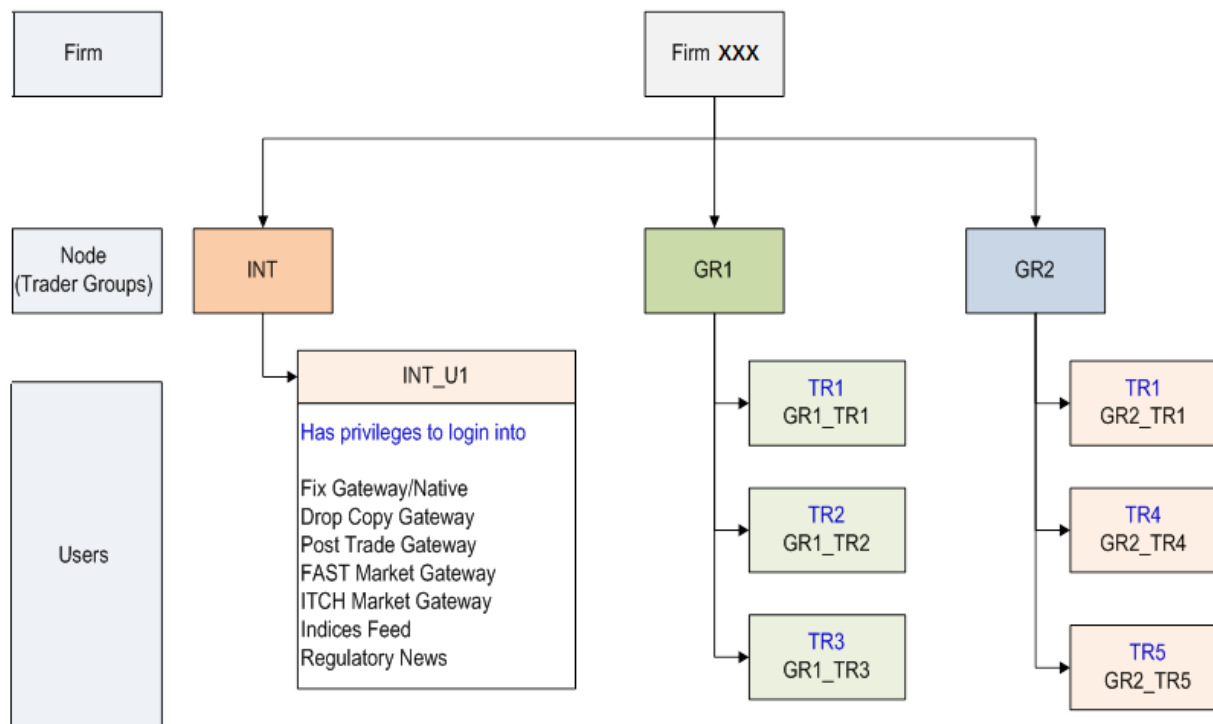 Firm
Firm XXX
Node
(Trader Groups)
INT
GR1
GR2
Users
INT_U1
Has privileges to login into
Fix Gateway/Native
Drop Copy Gateway
Post Trade Gateway
FAST Market Gateway
ITCH Market Gateway
Indices Feed
Regulatory News
TR1
GR1_TR1
TR2
GR1_TR2
TR3
GR1_TR3
TR1
GR2_TR1
TR4
GR2_TR4
TR5
GR2_TR5